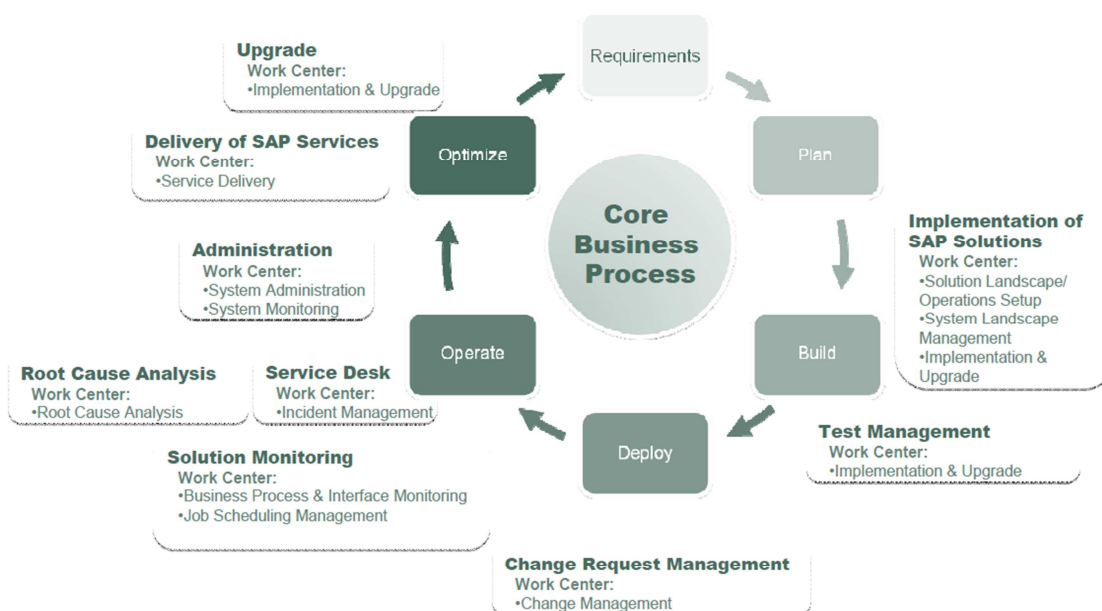 Requirements
Upgrade
Work Center:
•Implementation & Upgrade
Optimize
Plan
Delivery of SAP Services
Work Center:
•Service Delivery
Core
Business
Process
Implementation of
SAP Solutions
Work Center:
•Solution Landscape/
Operations Setup
•System Landscape
Management
•Implementation &
Upgrade
Administration
Work Center:
•System Administration
•System Monitoring
Operate
Build
Root Cause Analysis
Work Center:
•Root Cause Analysis
Service Desk
Work Center:
•Incident Management
Deploy
Test Management
Work Center:
•Implementation & Upgrade
Solution Monitoring
Work Center:
•Business Process & Interface Monitoring
•Job Scheduling Management
Change Request Management
Work Center:
•Change Management